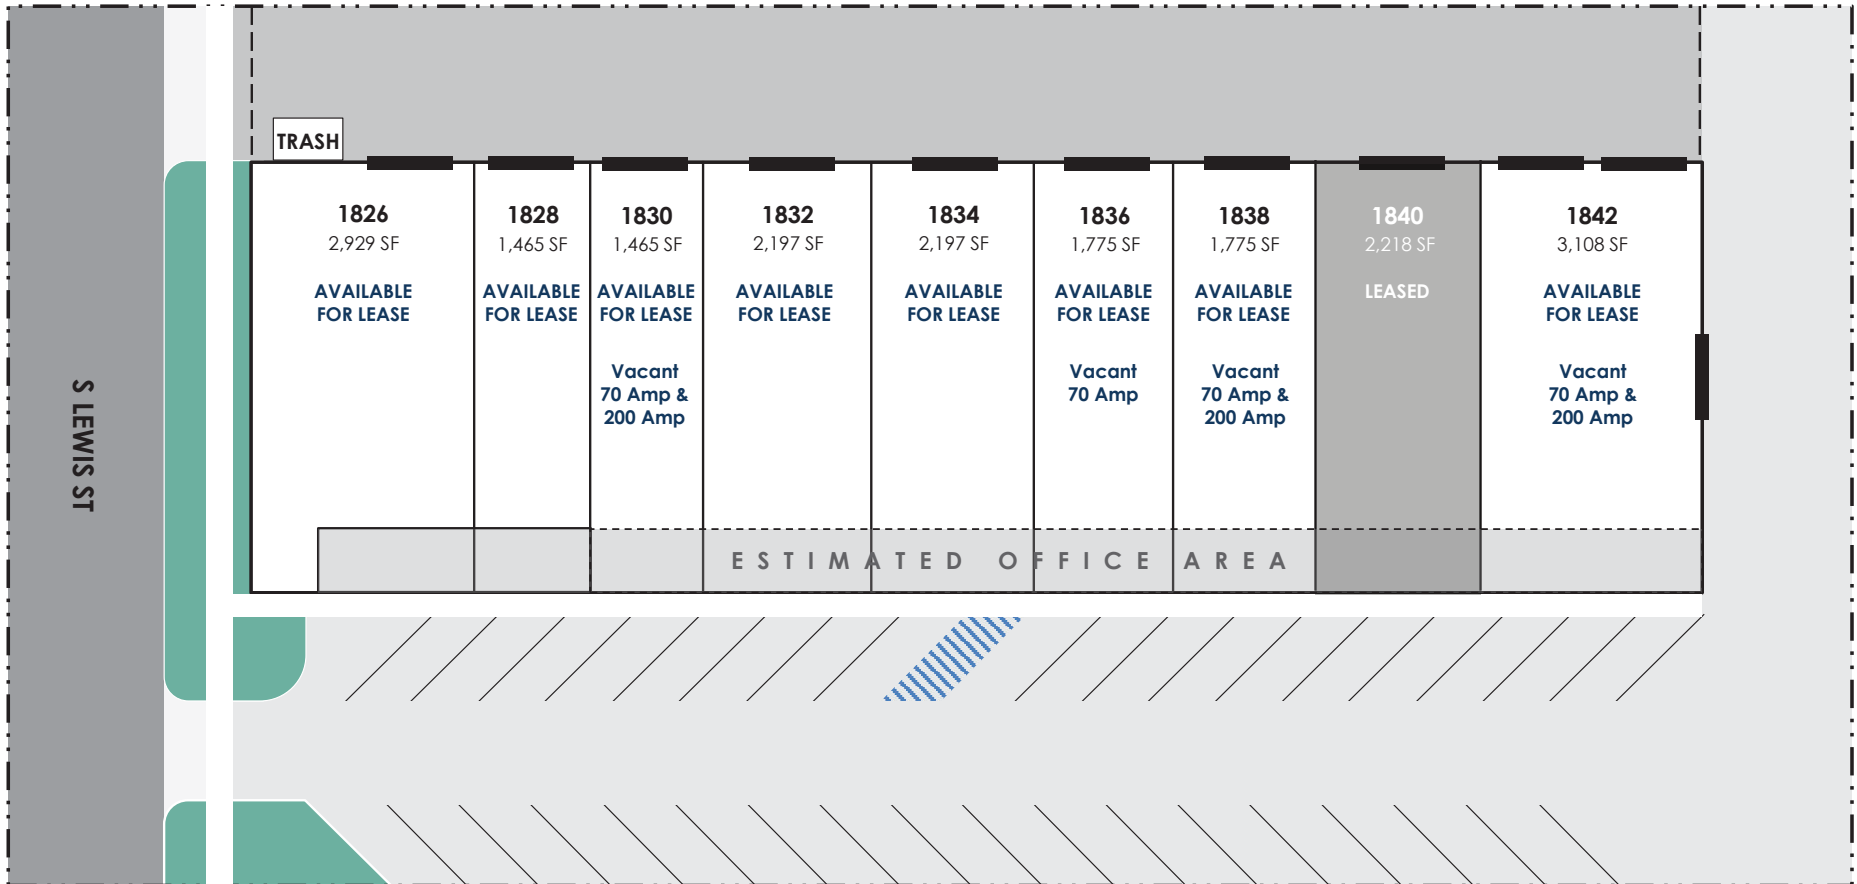 TRASH
1826
2,929 SF
AVAILABLE
FOR LEASE
1828
1,465 SF
AVAILABLE
FOR LEASE
1830
1,465 SF
AVAILABLE
FOR LEASE
Vacant
70 Amp &
200 Amp
1832
2,197 SF
AVAILABLE
FOR LEASE
1834
2,197 SF
AVAILABLE
FOR LEASE
1836
1,775 SF
AVAILABLE
FOR LEASE
Vacant
70 Amp
1838
1,775 SF
AVAILABLE
FOR LEASE
Vacant
70 Amp &
200 Amp
1840
2,218 SF
LEASED
1842
3,108 SF
AVAILABLE
FOR LEASE
Vacant
70 Amp &
200 Amp
S LEWIS ST
ESTIMATED OFFICE AREA